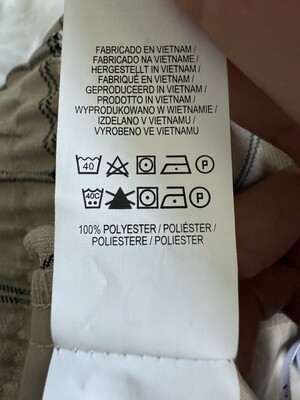 FABRICADO EN VIETNAM /
FABRICADO NA VIETNAME /
HERGESTELLT IN VIETNAM /
FABRIQUÉ EN VIETNAM /
GEPRODUCEERD IN VIETNAM /
PRODOTTO IN VIETNAM /
WYPRODUKOWANO W WIETNAMIE /
IZDELANO V VIETNAMU /
VYROBENO VE VIETNAMU
40 P
40C P
100% POLYESTER / POLIÉSTER /
POLIESTERE / POLIESTER